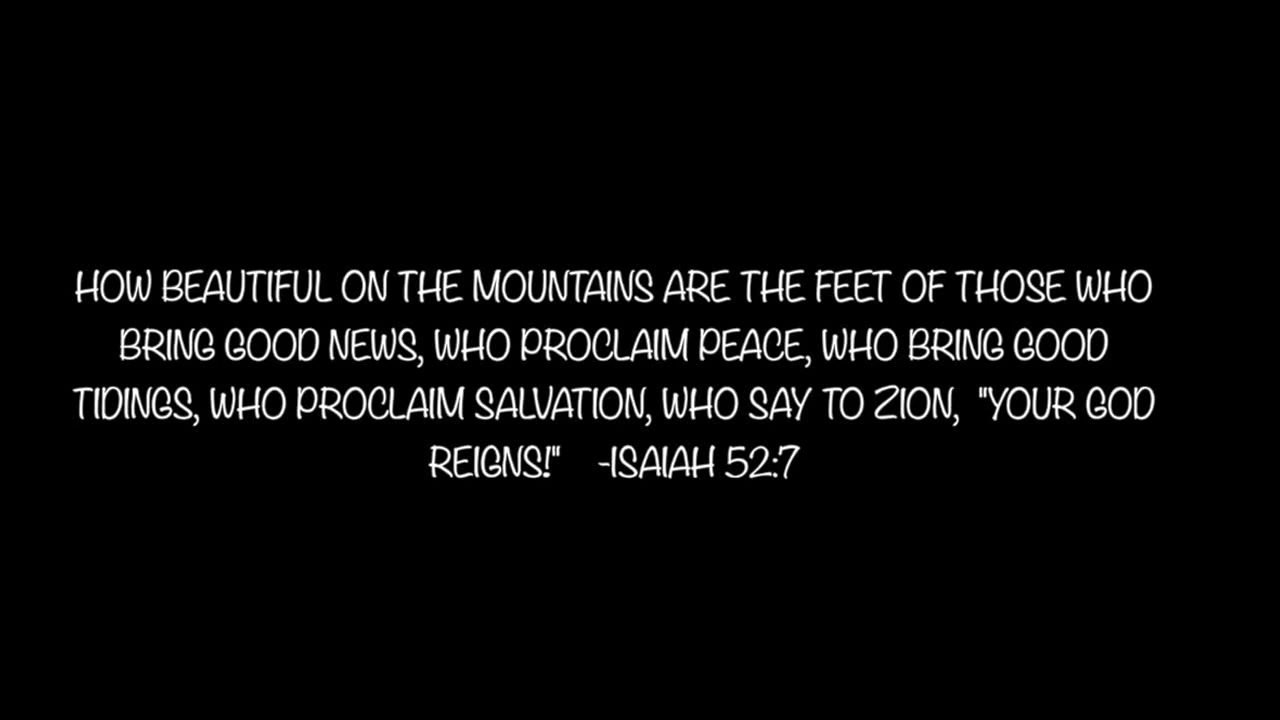 HOW BEAUTIFUL ON THE MOUNTAINS ARE THE FEET OF THOSE WHO
BRING GOOD NEWS, WHO PROCLAIM PEACE, WHO BRING GOOD
TIDINGS, WHO PROCLAIM SALVATION, WHO SAY TO ZION, "YOUR GOD
REIGNS!" -ISAIAH 52:7